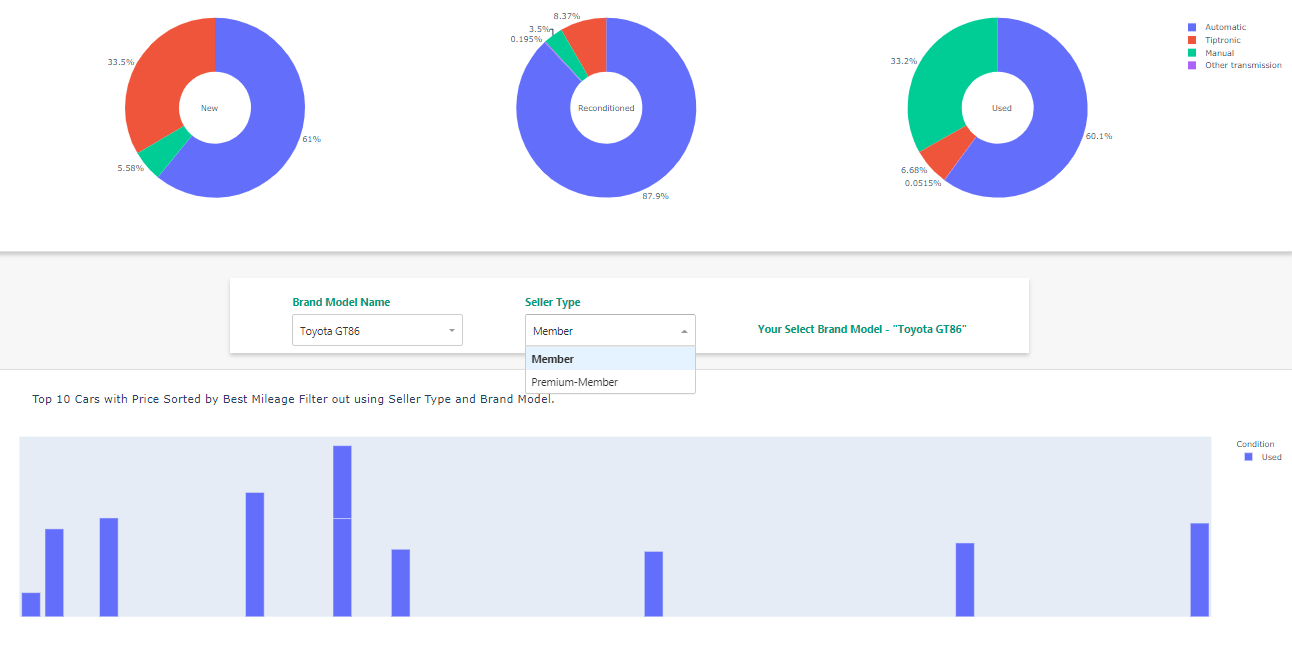 8.37%
3.5%
0.195%
33.5%
New
61%
5.58%
Reconditioned
87.9%
33.2%
Used
60.1%
6.68%
0.0515%
Automatic
Tiptronic
Manual
Other transmission
Brand Model Name
Toyota GT86
Seller Type
Member
Member
Premium-Member
Your Select Brand Model - "Toyota GT86"
Top 10 Cars with Price Sorted by Best Mileage Filter out using Seller Type and Brand Model.
Condition
Used